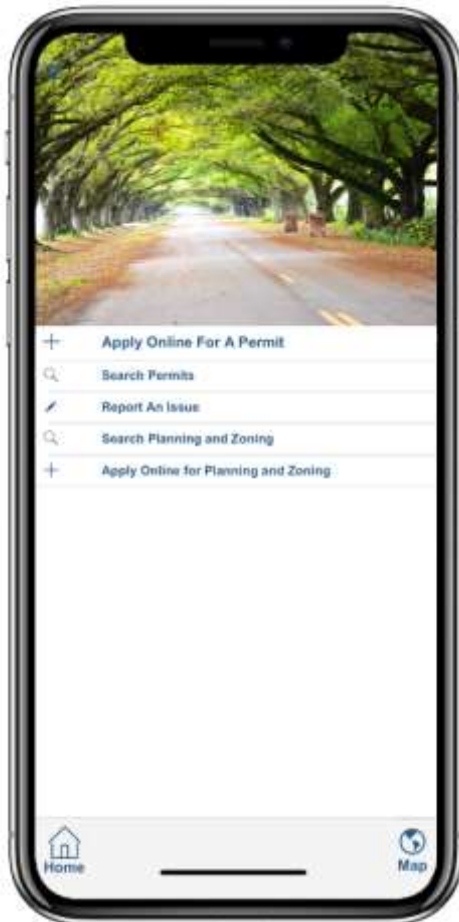 Apply Online For A Permit
Search Permits
Report An Issue
Search Planning and Zoning
Apply Online for Planning and Zoning
Home
Map